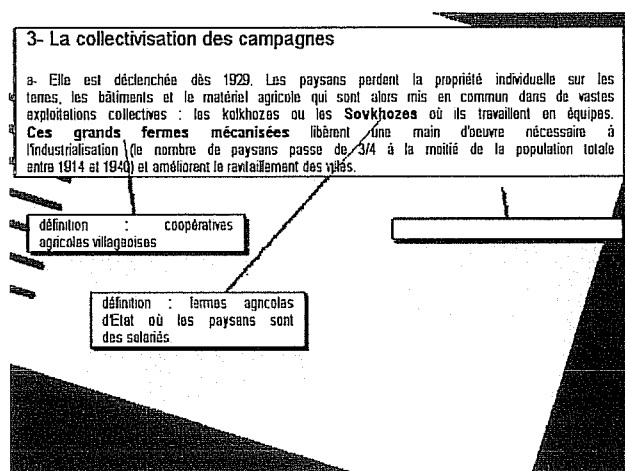 3- La collectivisation des campagnes
a- Elle est déclenchée dès 1929. Les paysans perdent la propriété individuelle sur les
terres, les bâtiments et le matériel agricole qui sont alors mis en commun dans de vastes
exploitations collectives : les kolkhozes ou les Sovkhozes où ils travaillent en équipes.
Ces grands fermes mécanisées libèrent une main d'oeuvre nécessaire à
l'industrialisation (le nombre de paysans passe de 3/4 à la moitié de la population totale
entre 1914 et 1940) et améliorent le ravitaillement des villes.
définition : coopératives
agricoles villageoises
définition : fermes agricoles
d'Etat où les paysans sont
des salariés